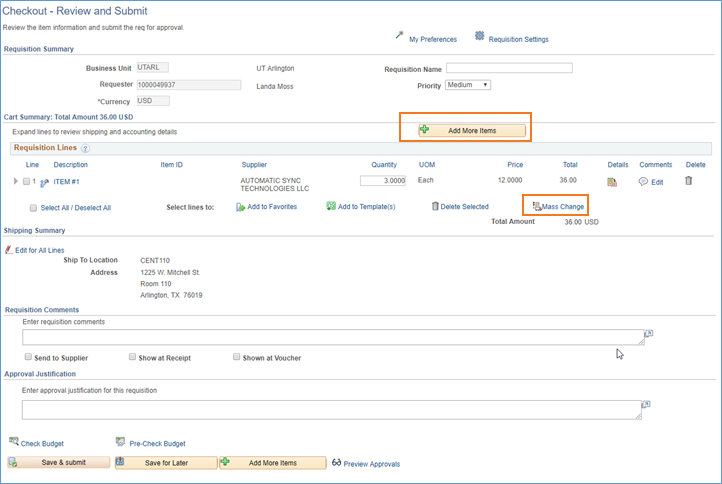 Checkout - Review and Submit
Review the item information and submit the req for approval.
My Preferences Requisition Settings
Requisition Summary
Business Unit UTARL UT Arlington Requisition Name
Requester 1000049937 Landa Moss Priority Medium
*Currency USD
Cart Summary: Total Amount 36.00 USD
Expand lines to review shipping and accounting details Add More Items
Requisition Lines ?
Line Description Item ID Supplier Quantity UOM Price Total Details Comments Delete
1 ITEM #1 AUTOMATIC SYNC TECHNOLOGIES LLC 3.0000 Each 12.0000 36.00 Edit
Select All / Deselect All Select lines to: Add to Favorites Add to Template(s) Delete Selected Mass Change
Total Amount 36.00 USD
Shipping Summary
Edit for All Lines
Ship To Location CENT110
Address 1225 W. Mitchell St.
Room 110
Arlington, TX 76019
Requisition Comments
Enter requisition comments
Send to Supplier Show at Receipt Shown at Voucher
Approval Justification
Enter approval justification for this requisition
Check Budget Pre-Check Budget
Save & submit Save for Later Add More Items Preview Approvals